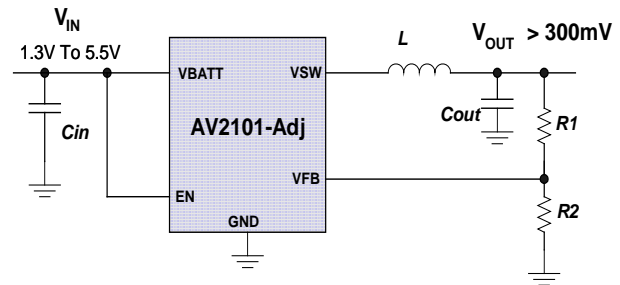 VIN
1.3V To 5.5V
L
VOUT > 300mV
VBATT
VSW
Cin
Cout
R1
AV2101-Adj
VFB
EN
R2
GND